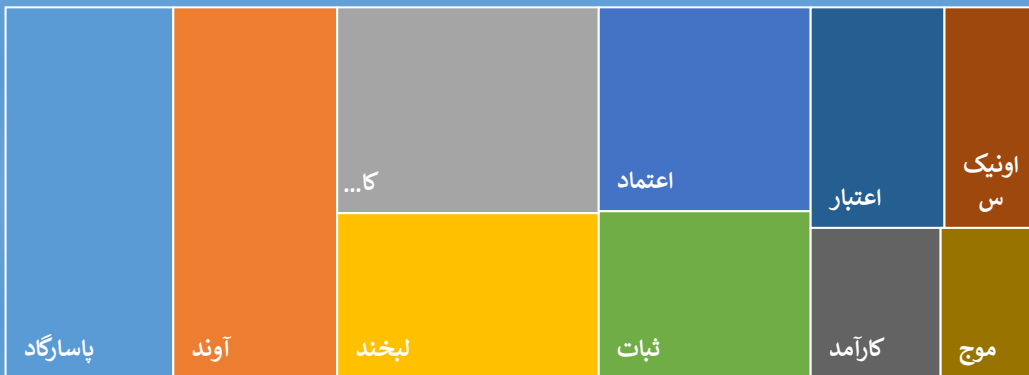 پاسارگاد
آوند
کا...
لبخند
اعتماد
ثبات
اعتبار
کارآمد
اونیک
س
موج